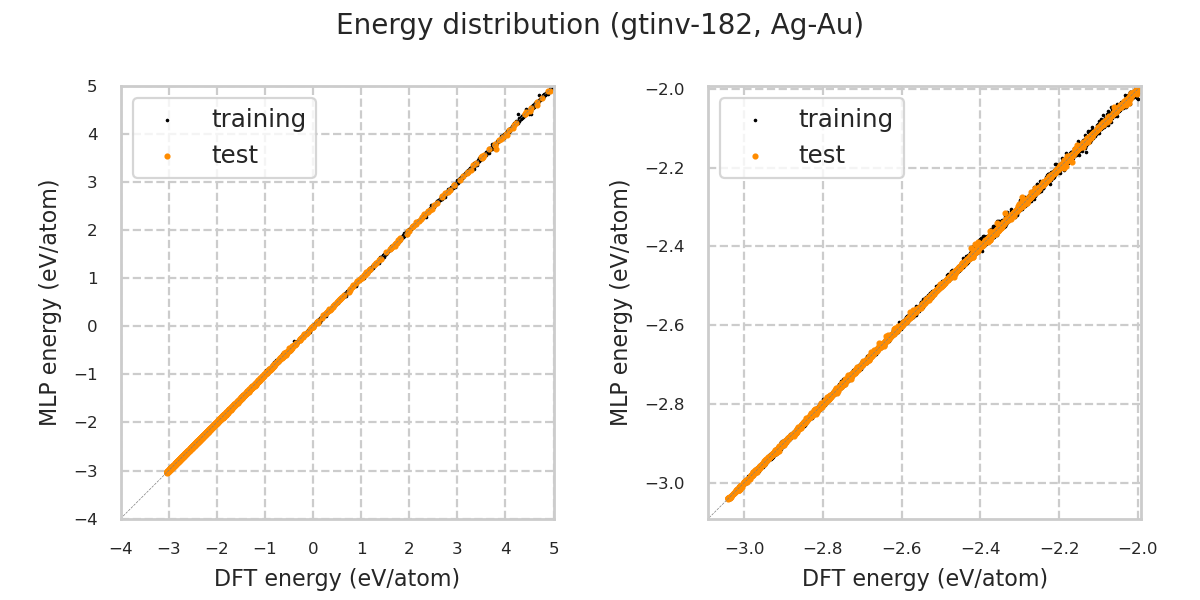 Energy distribution (gtinv-182, Ag-Au)
training
test
5
4
3
2
1
0
−1
−2
−3
−4
MLP energy (eV/atom)
−4 −3 −2 −1 0 1 2 3 4 5
DFT energy (eV/atom)
training
test
−2.0
−2.2
−2.4
−2.6
−2.8
−3.0
MLP energy (eV/atom)
−3.0 −2.8 −2.6 −2.4 −2.2 −2.0
DFT energy (eV/atom)